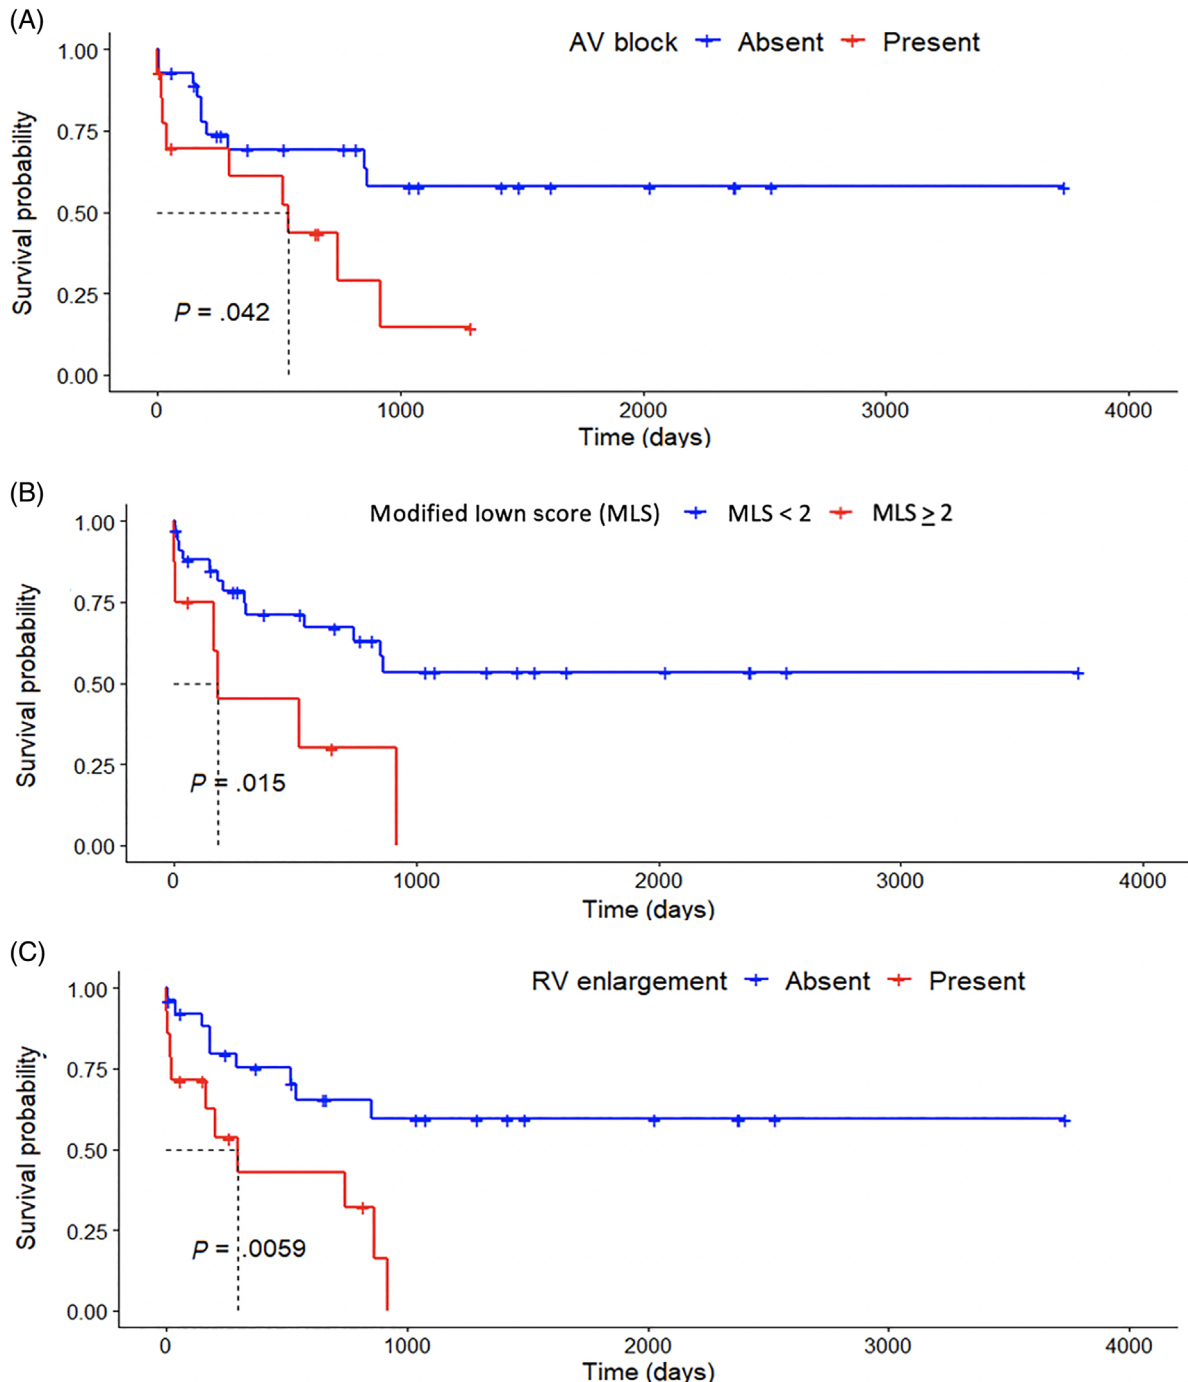 (A)
AV block Absent Present
Survival probability
1.00
0.75
0.50
0.25
0.00
P = .042
0 1000 2000 3000 4000
Time (days)
(B)
Modified lown score (MLS) MLS < 2 MLS ≥ 2
Survival probability
1.00
0.75
0.50
0.25
0.00
P = .015
0 1000 2000 3000 4000
Time (days)
(C)
RV enlargement Absent Present
Survival probability
1.00
0.75
0.50
0.25
0.00
P = .0059
0 1000 2000 3000 4000
Time (days)